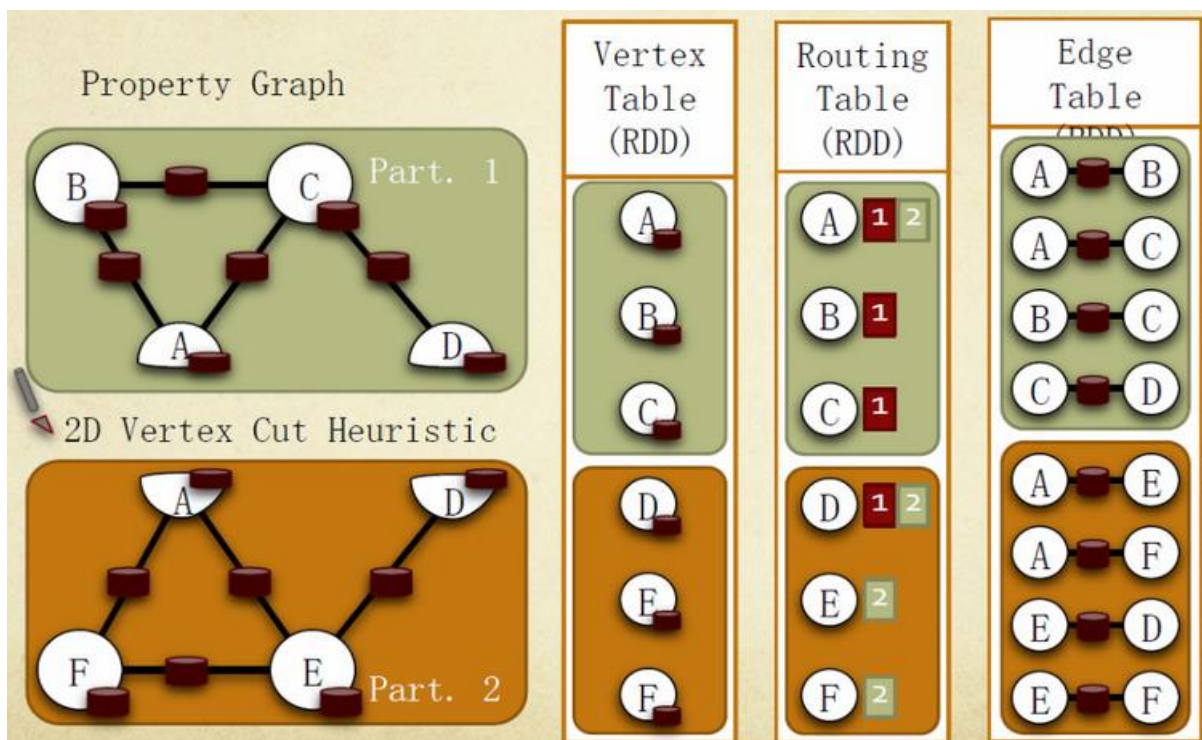 Property Graph
B
C
Part. 1
A
D
2D Vertex Cut Heuristic
A
D
F
E
Part. 2
Vertex
Table
(RDD)
A
B
C
D
E
F
Routing
Table
(RDD)
A 1 2
B 1
C 1
D 1 2
E 2
F 2
Edge
Table
(RDD)
A B
A C
B C
C D
A E
A F
E D
E F